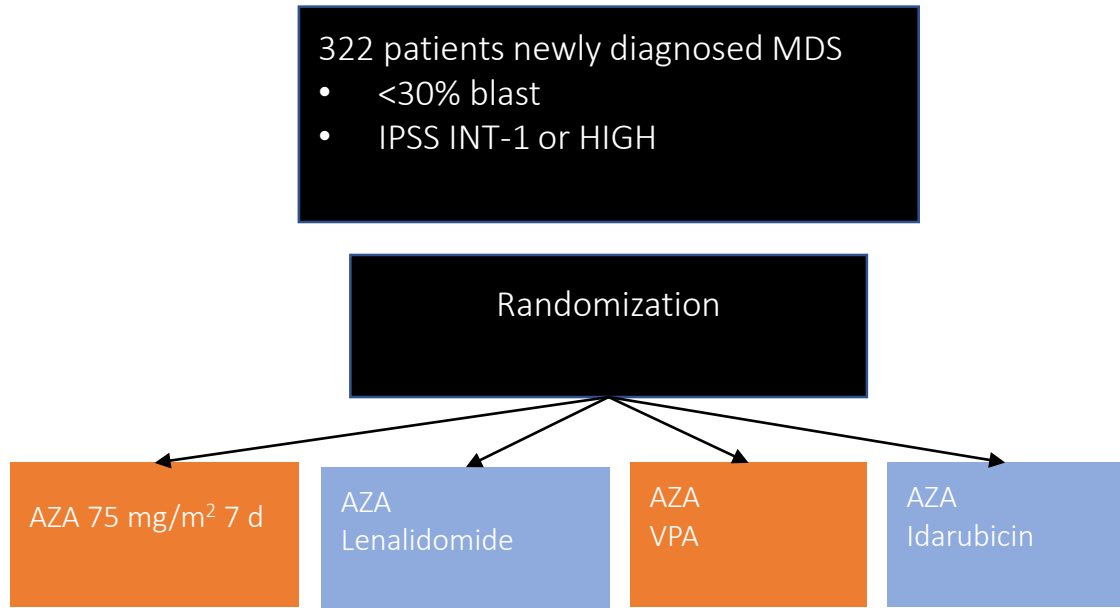 322 patients newly diagnosed MDS
• <30% blast
• IPSS INT-1 or HIGH
Randomization
AZA 75 mg/m² 7 d
AZA
Lenalidomide
AZA
VPA
AZA
Idarubicin